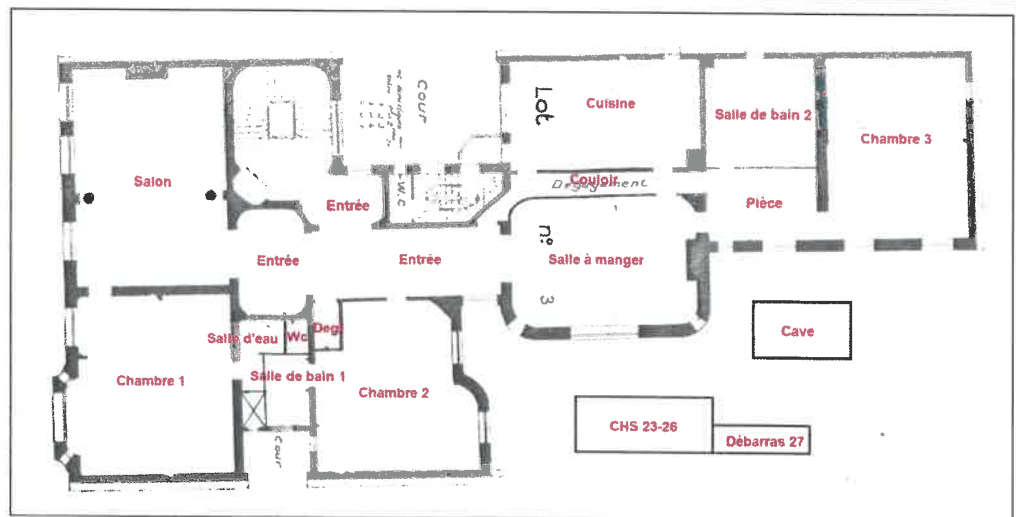 Cour
Lot
Cuisine
Salle de bain 2
Chambre 3
Salon
Couloir
Dégagement
W.C
Entrée
Pièce
n°
Entrée
Entrée
Salle à manger
3
Salle d'eau
Wc
Deg
Cave
Chambre 1
Salle de bain 1
Chambre 2
CHS 23-26
Débarras 27
Cour